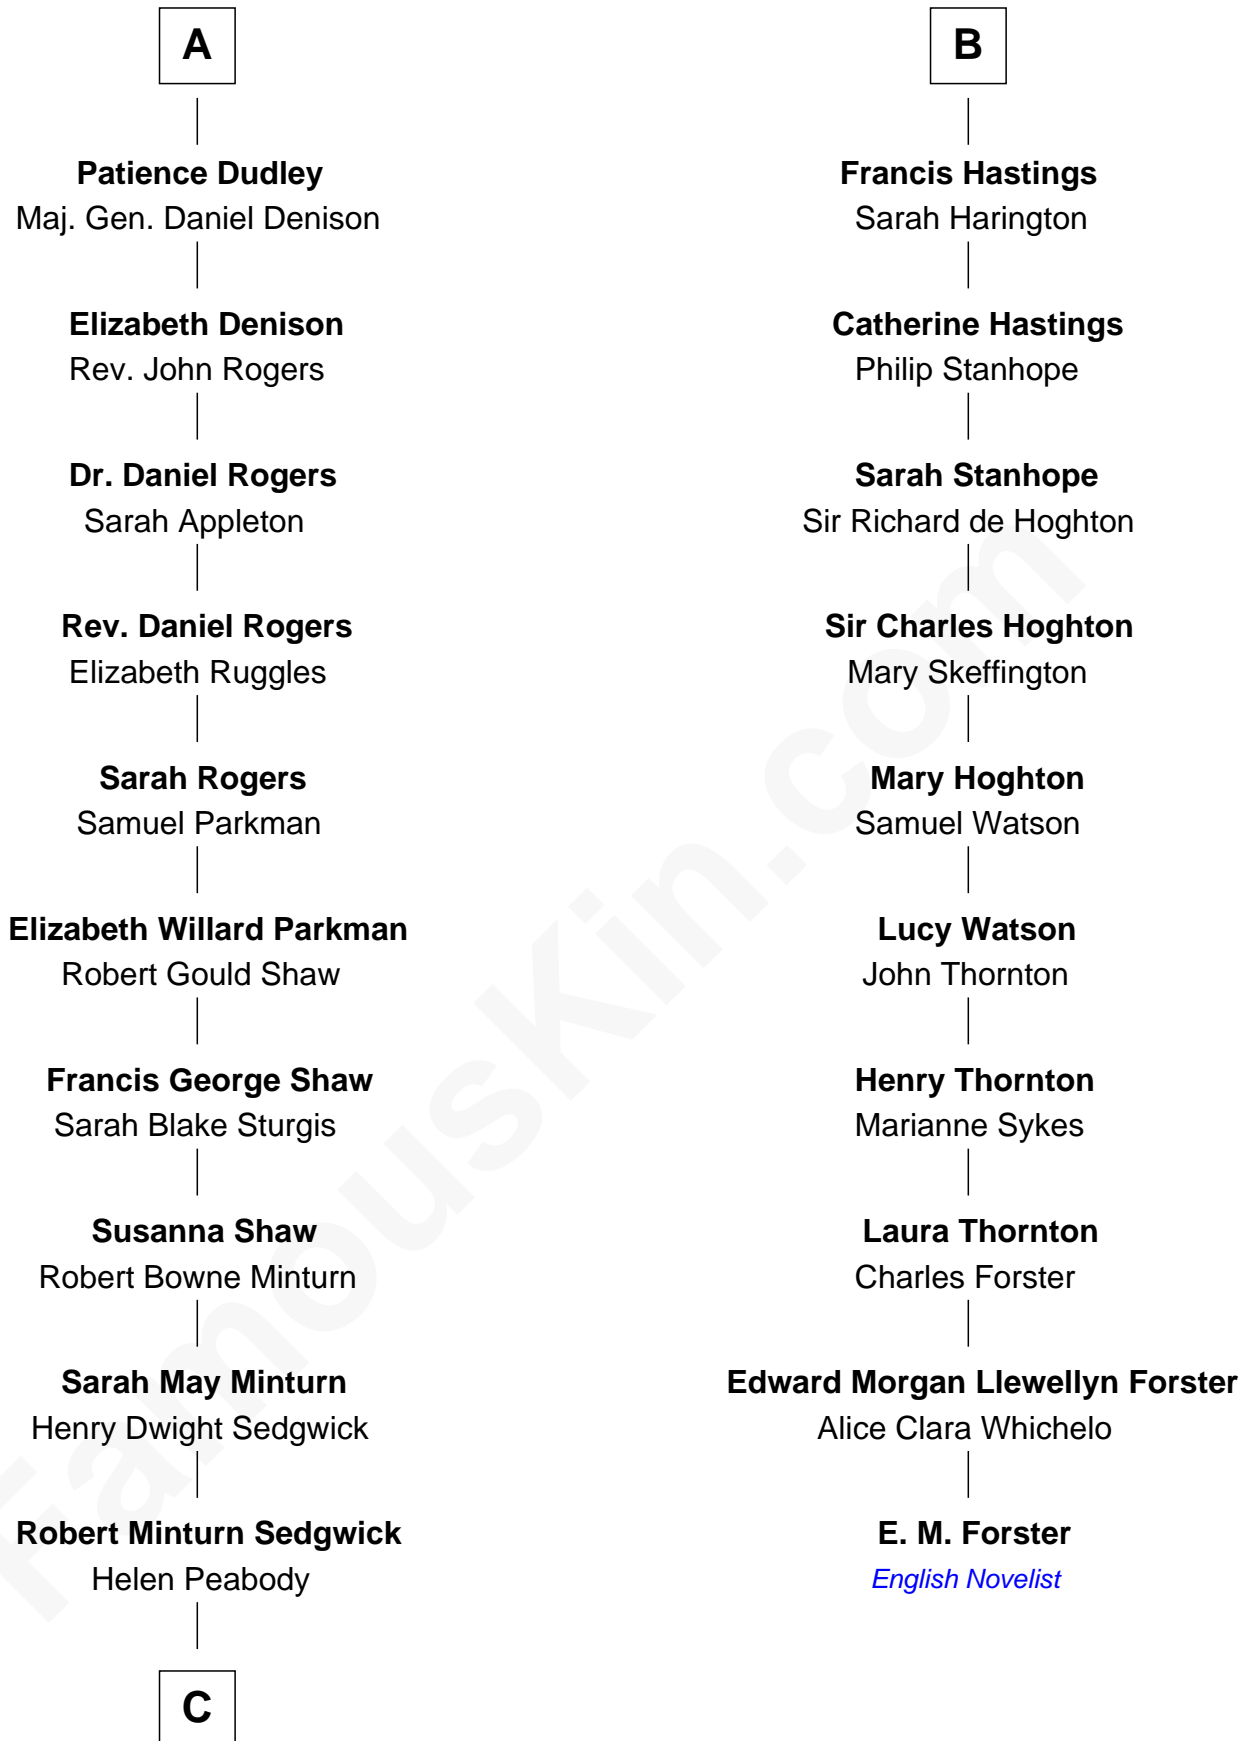 A
Patience Dudley
Maj. Gen. Daniel Denison
Elizabeth Denison
Rev. John Rogers
Dr. Daniel Rogers
Sarah Appleton
Rev. Daniel Rogers
Elizabeth Ruggles
Sarah Rogers
Samuel Parkman
Elizabeth Willard Parkman
Robert Gould Shaw
Francis George Shaw
Sarah Blake Sturgis
Susanna Shaw
Robert Bowne Minturn
Sarah May Minturn
Henry Dwight Sedgwick
Robert Minturn Sedgwick
Helen Peabody
C
B
Francis Hastings
Sarah Harington
Catherine Hastings
Philip Stanhope
Sarah Stanhope
Sir Richard de Hoghton
Sir Charles Hoghton
Mary Skeffington
Mary Hoghton
Samuel Watson
Lucy Watson
John Thornton
Henry Thornton
Marianne Sykes
Laura Thornton
Charles Forster
Edward Morgan Llewellyn Forster
Alice Clara Whichelo
E. M. Forster
English Novelist
FamousKin.com